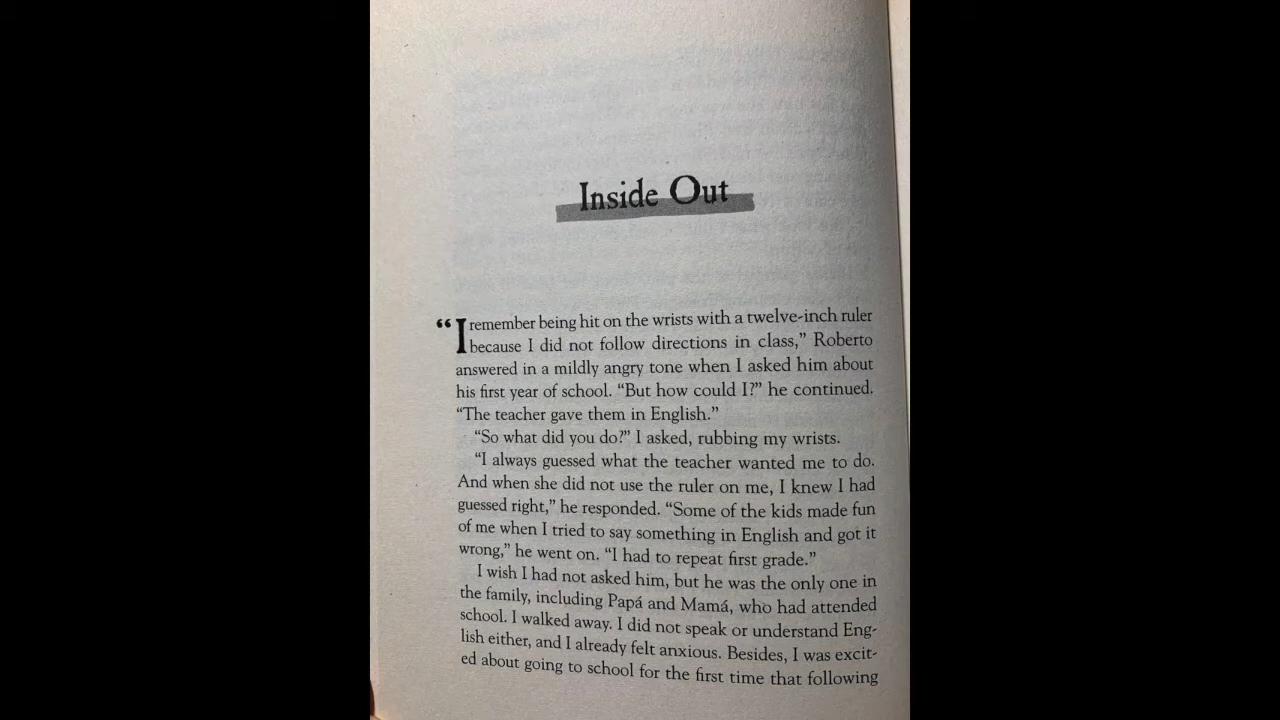 Inside Out
“I remember being hit on the wrists with a twelve-inch ruler
because I did not follow directions in class,” Roberto
answered in a mildly angry tone when I asked him about
his first year of school. “But how could I?” he continued.
“The teacher gave them in English.”
“So what did you do?” I asked, rubbing my wrists.
“I always guessed what the teacher wanted me to do.
And when she did not use the ruler on me, I knew I had
guessed right,” he responded. “Some of the kids made fun
of me when I tried to say something in English and got it
wrong,” he went on. “I had to repeat first grade.”
I wish I had not asked him, but he was the only one in
the family, including Papá and Mamá, who had attended
school. I walked away. I did not speak or understand Eng-
lish either, and I already felt anxious. Besides, I was excit-
ed about going to school for the first time that following